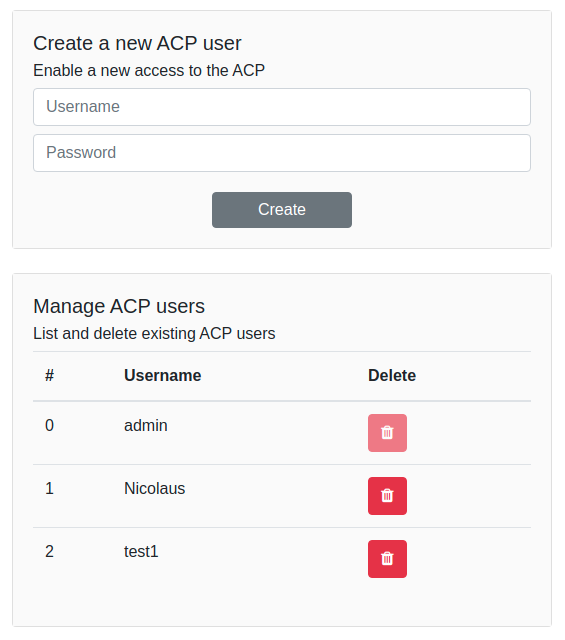 Create a new ACP user
Enable a new access to the ACP
Username
Password
Create
Manage ACP users
List and delete existing ACP users
# Username Delete
0 admin
1 Nicolaus
2 test1